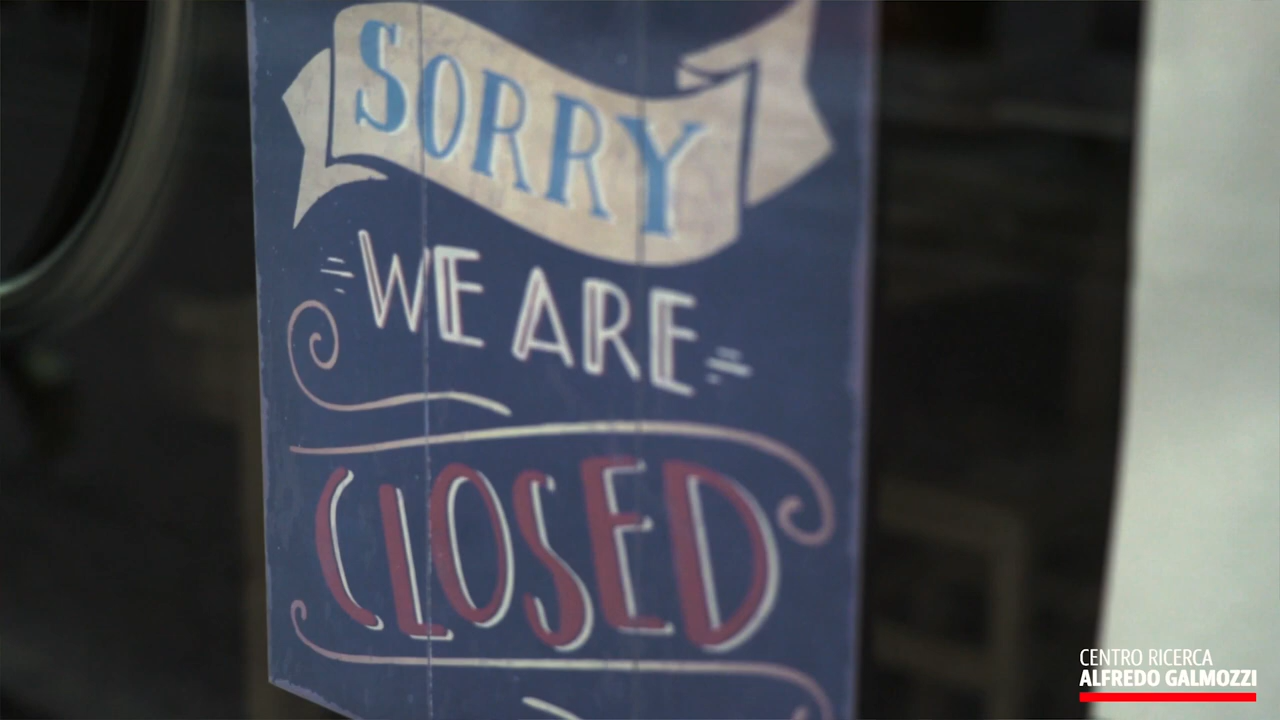 SORRY
WE ARE
CLOSED
CENTRO RICERCA
ALFREDO GALMOZZI